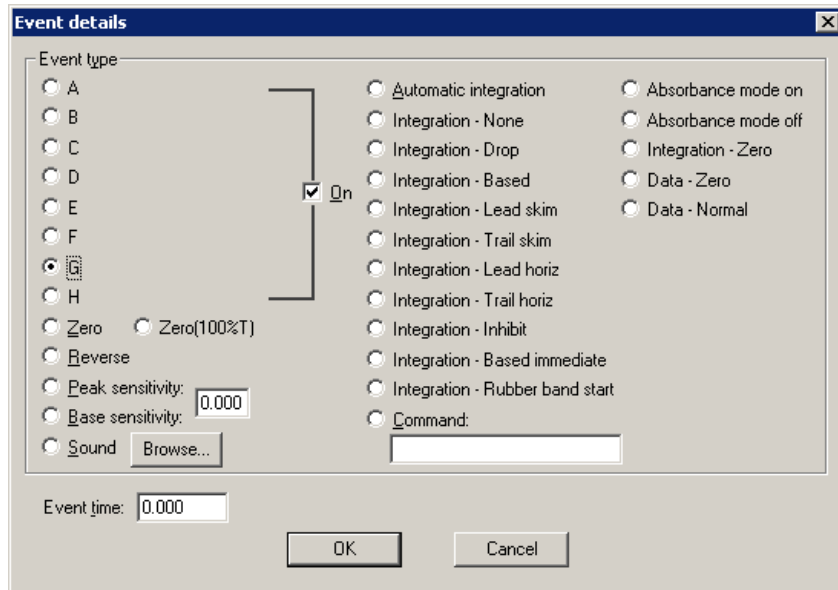 Event details
Event type
A
B
C
D
E
F
G
H
On
Zero
Zero(100%T)
Reverse
Peak sensitivity:
0.000
Base sensitivity:
Sound
Browse...
Automatic integration
Integration - None
Integration - Drop
Integration - Based
Integration - Lead skim
Integration - Trail skim
Integration - Lead horiz
Integration - Trail horiz
Integration - Inhibit
Integration - Based immediate
Integration - Rubber band start
Command:
Absorbance mode on
Absorbance mode off
Integration - Zero
Data - Zero
Data - Normal
Event time:
0.000
OK
Cancel